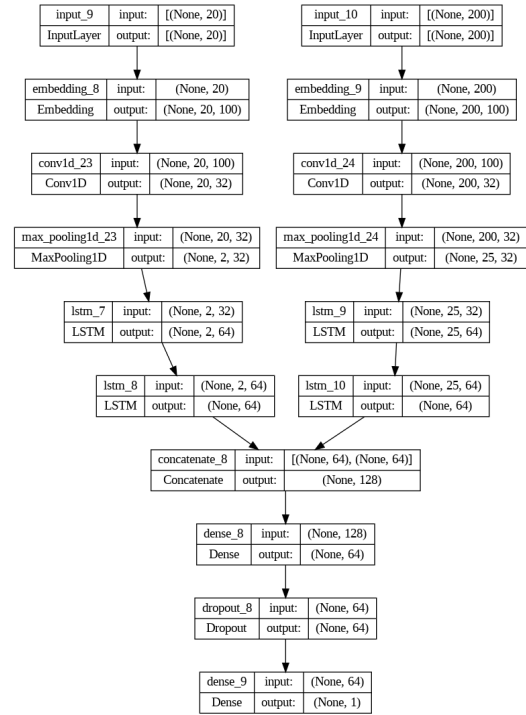 input_9 input: [(None, 20)]
InputLayer output: [(None, 20)]
input_10 input: [(None, 200)]
InputLayer output: [(None, 200)]
embedding_8 input: (None, 20)
Embedding output: (None, 20, 100)
embedding_9 input: (None, 200)
Embedding output: (None, 200, 100)
conv1d_23 input: (None, 20, 100)
Conv1D output: (None, 20, 32)
conv1d_24 input: (None, 200, 100)
Conv1D output: (None, 200, 32)
max_pooling1d_23 input: (None, 20, 32)
MaxPooling1D output: (None, 2, 32)
max_pooling1d_24 input: (None, 200, 32)
MaxPooling1D output: (None, 25, 32)
lstm_7 input: (None, 2, 32)
LSTM output: (None, 2, 64)
lstm_9 input: (None, 25, 32)
LSTM output: (None, 25, 64)
lstm_8 input: (None, 2, 64)
LSTM output: (None, 64)
lstm_10 input: (None, 25, 64)
LSTM output: (None, 64)
concatenate_8 input: [(None, 64), (None, 64)]
Concatenate output: (None, 128)
dense_8 input: (None, 128)
Dense output: (None, 64)
dropout_8 input: (None, 64)
Dropout output: (None, 64)
dense_9 input: (None, 64)
Dense output: (None, 1)